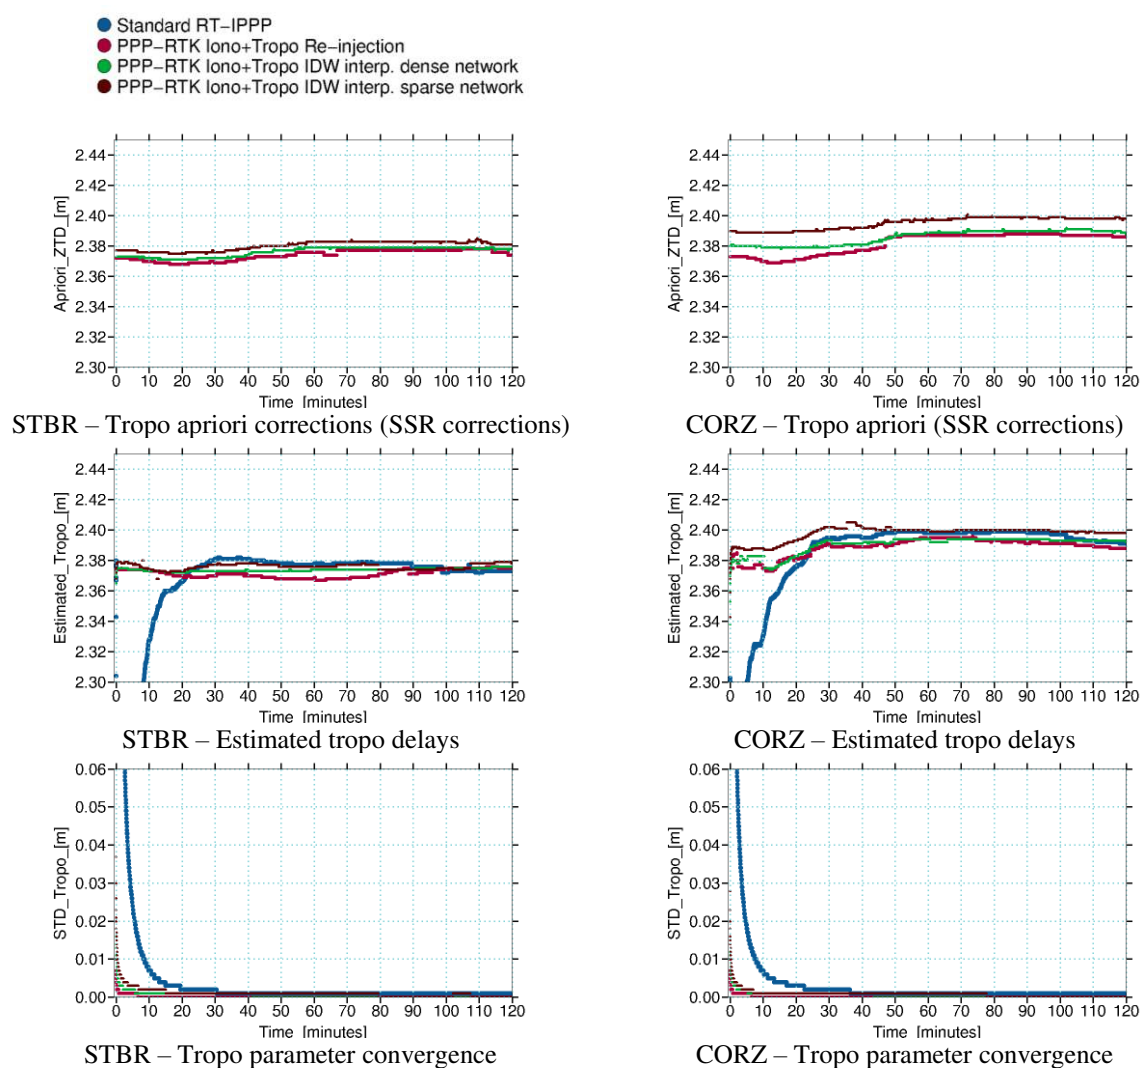 Standard RT-IPPP
PPP-RTK Iono+Tropo Re-injection
PPP-RTK Iono+Tropo IDW interp. dense network
PPP-RTK Iono+Tropo IDW interp. sparse network
Apriori_ZTD_[m]
2.44
2.42
2.40
2.38
2.36
2.34
2.32
2.30
0 10 20 30 40 50 60 70 80 90 100 110 120
Time [minutes]
STBR – Tropo apriori corrections (SSR corrections)
Apriori_ZTD_[m]
2.44
2.42
2.40
2.38
2.36
2.34
2.32
2.30
0 10 20 30 40 50 60 70 80 90 100 110 120
Time [minutes]
CORZ – Tropo apriori (SSR corrections)
Estimated_Tropo_[m]
2.44
2.42
2.40
2.38
2.36
2.34
2.32
2.30
0 10 20 30 40 50 60 70 80 90 100 110 120
Time [minutes]
STBR – Estimated tropo delays
Estimated_Tropo_[m]
2.44
2.42
2.40
2.38
2.36
2.34
2.32
2.30
0 10 20 30 40 50 60 70 80 90 100 110 120
Time [minutes]
CORZ – Estimated tropo delays
STD_Tropo_[m]
0.06
0.05
0.04
0.03
0.02
0.01
0.00
0 10 20 30 40 50 60 70 80 90 100 110 120
Time [minutes]
STBR – Tropo parameter convergence
STD_Tropo_[m]
0.06
0.05
0.04
0.03
0.02
0.01
0.00
0 10 20 30 40 50 60 70 80 90 100 110 120
Time [minutes]
CORZ – Tropo parameter convergence